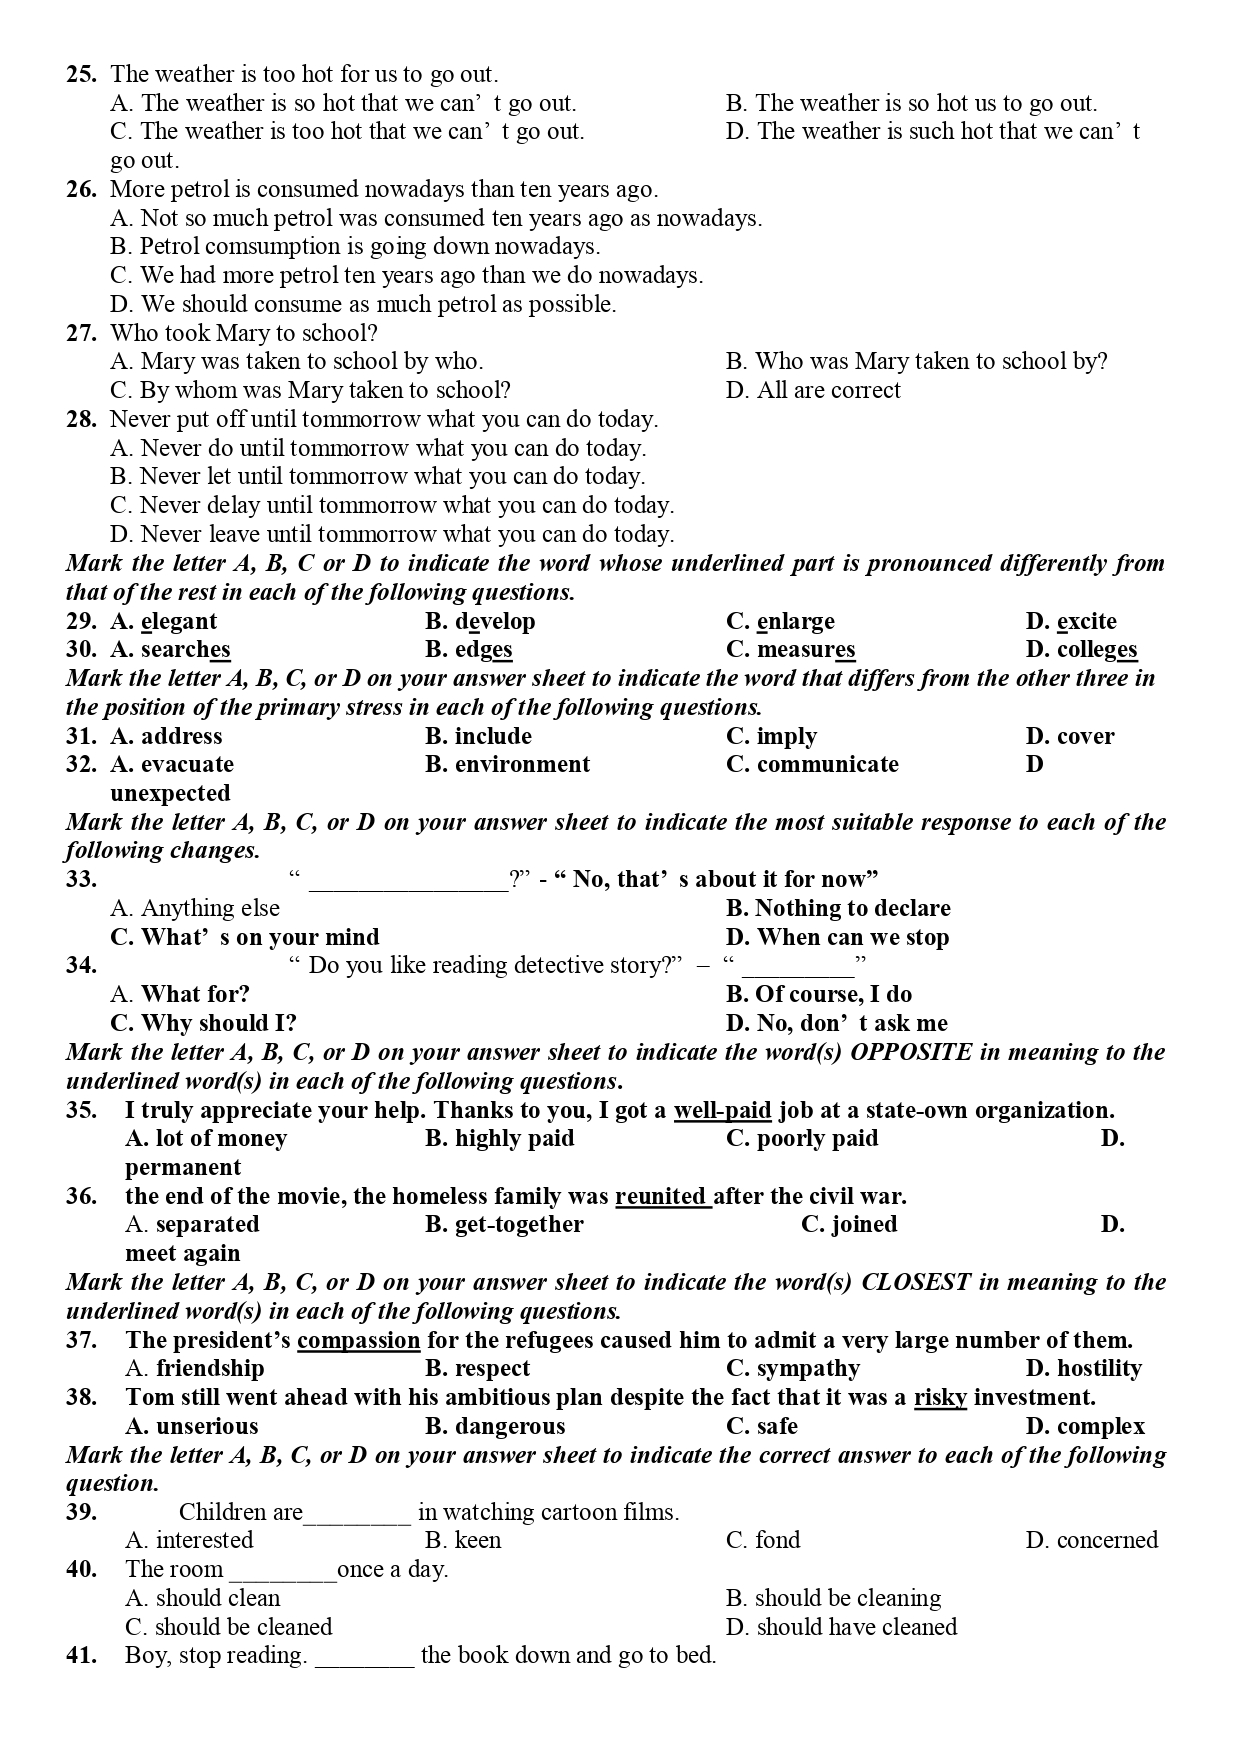 25. The weather is too hot for us to go out.
A. The weather is so hot that we can’ t go out. B. The weather is so hot us to go out.
C. The weather is too hot that we can’ t go out. D. The weather is such hot that we can’ t
go out.
26. More petrol is consumed nowadays than ten years ago.
A. Not so much petrol was consumed ten years ago as nowadays.
B. Petrol comsumption is going down nowadays.
C. We had more petrol ten years ago than we do nowadays.
D. We should consume as much petrol as possible.
27. Who took Mary to school?
A. Mary was taken to school by who. B. Who was Mary taken to school by?
C. By whom was Mary taken to school? D. All are correct
28. Never put off until tommorrow what you can do today.
A. Never do until tommorrow what you can do today.
B. Never let until tommorrow what you can do today.
C. Never delay until tommorrow what you can do today.
D. Never leave until tommorrow what you can do today.
Mark the letter A, B, C or D to indicate the word whose underlined part is pronounced differently from
that of the rest in each of the following questions.
29. A. elegant B. develop C. enlarge D. excite
30. A. searches B. edges C. measures D. colleges
Mark the letter A, B, C, or D on your answer sheet to indicate the word that differs from the other three in
the position of the primary stress in each of the following questions.
31. A. address B. include C. imply D. cover
32. A. evacuate B. environment C. communicate D
unexpected
Mark the letter A, B, C, or D on your answer sheet to indicate the most suitable response to each of the
following changes.
33. “ ________________?” - “ No, that’ s about it for now”
A. Anything else B. Nothing to declare
C. What’ s on your mind D. When can we stop
34. “ Do you like reading detective story?” – “ _________”
A. What for? B. Of course, I do
C. Why should I? D. No, don’ t ask me
Mark the letter A, B, C, or D on your answer sheet to indicate the word(s) OPPOSITE in meaning to the
underlined word(s) in each of the following questions.
35. I truly appreciate your help. Thanks to you, I got a well-paid job at a state-own organization.
A. lot of money B. highly paid C. poorly paid D.
permanent
36. the end of the movie, the homeless family was reunited after the civil war.
A. separated B. get-together C. joined D.
meet again
Mark the letter A, B, C, or D on your answer sheet to indicate the word(s) CLOSEST in meaning to the
underlined word(s) in each of the following questions.
37. The president’s compassion for the refugees caused him to admit a very large number of them.
A. friendship B. respect C. sympathy D. hostility
38. Tom still went ahead with his ambitious plan despite the fact that it was a risky investment.
A. unserious B. dangerous C. safe D. complex
Mark the letter A, B, C, or D on your answer sheet to indicate the correct answer to each of the following
question.
39. Children are________ in watching cartoon films.
A. interested B. keen C. fond D. concerned
40. The room ________once a day.
A. should clean B. should be cleaning
C. should be cleaned D. should have cleaned
41. Boy, stop reading. ________ the book down and go to bed.